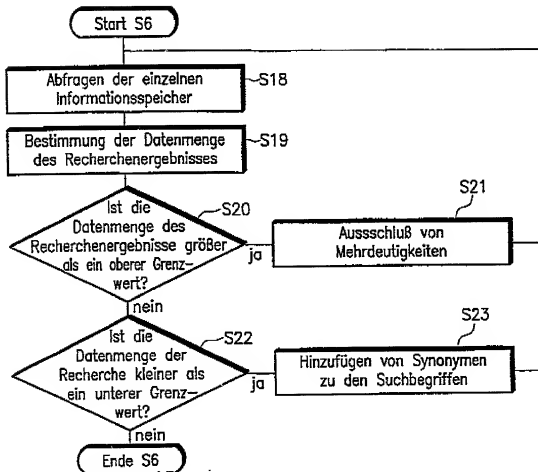 Start S6
Abfragen der einzelnen
Informationsspeicher
S18
Bestimmung der Datenmenge
des Recherchenergebnisses
S19
Ist die
Datenmenge des
Recherchenergebnisse größer
als ein oberer Grenz-
wert?
S20
ja
Aussschluß von
Mehrdeutigkeiten
S21
nein
Ist die
Datenmenge der
Recherche kleiner als
ein unterer Grenz-
wert?
S22
ja
Hinzufügen von Synonymen
zu den Suchbegriffen
S23
nein
Ende S6